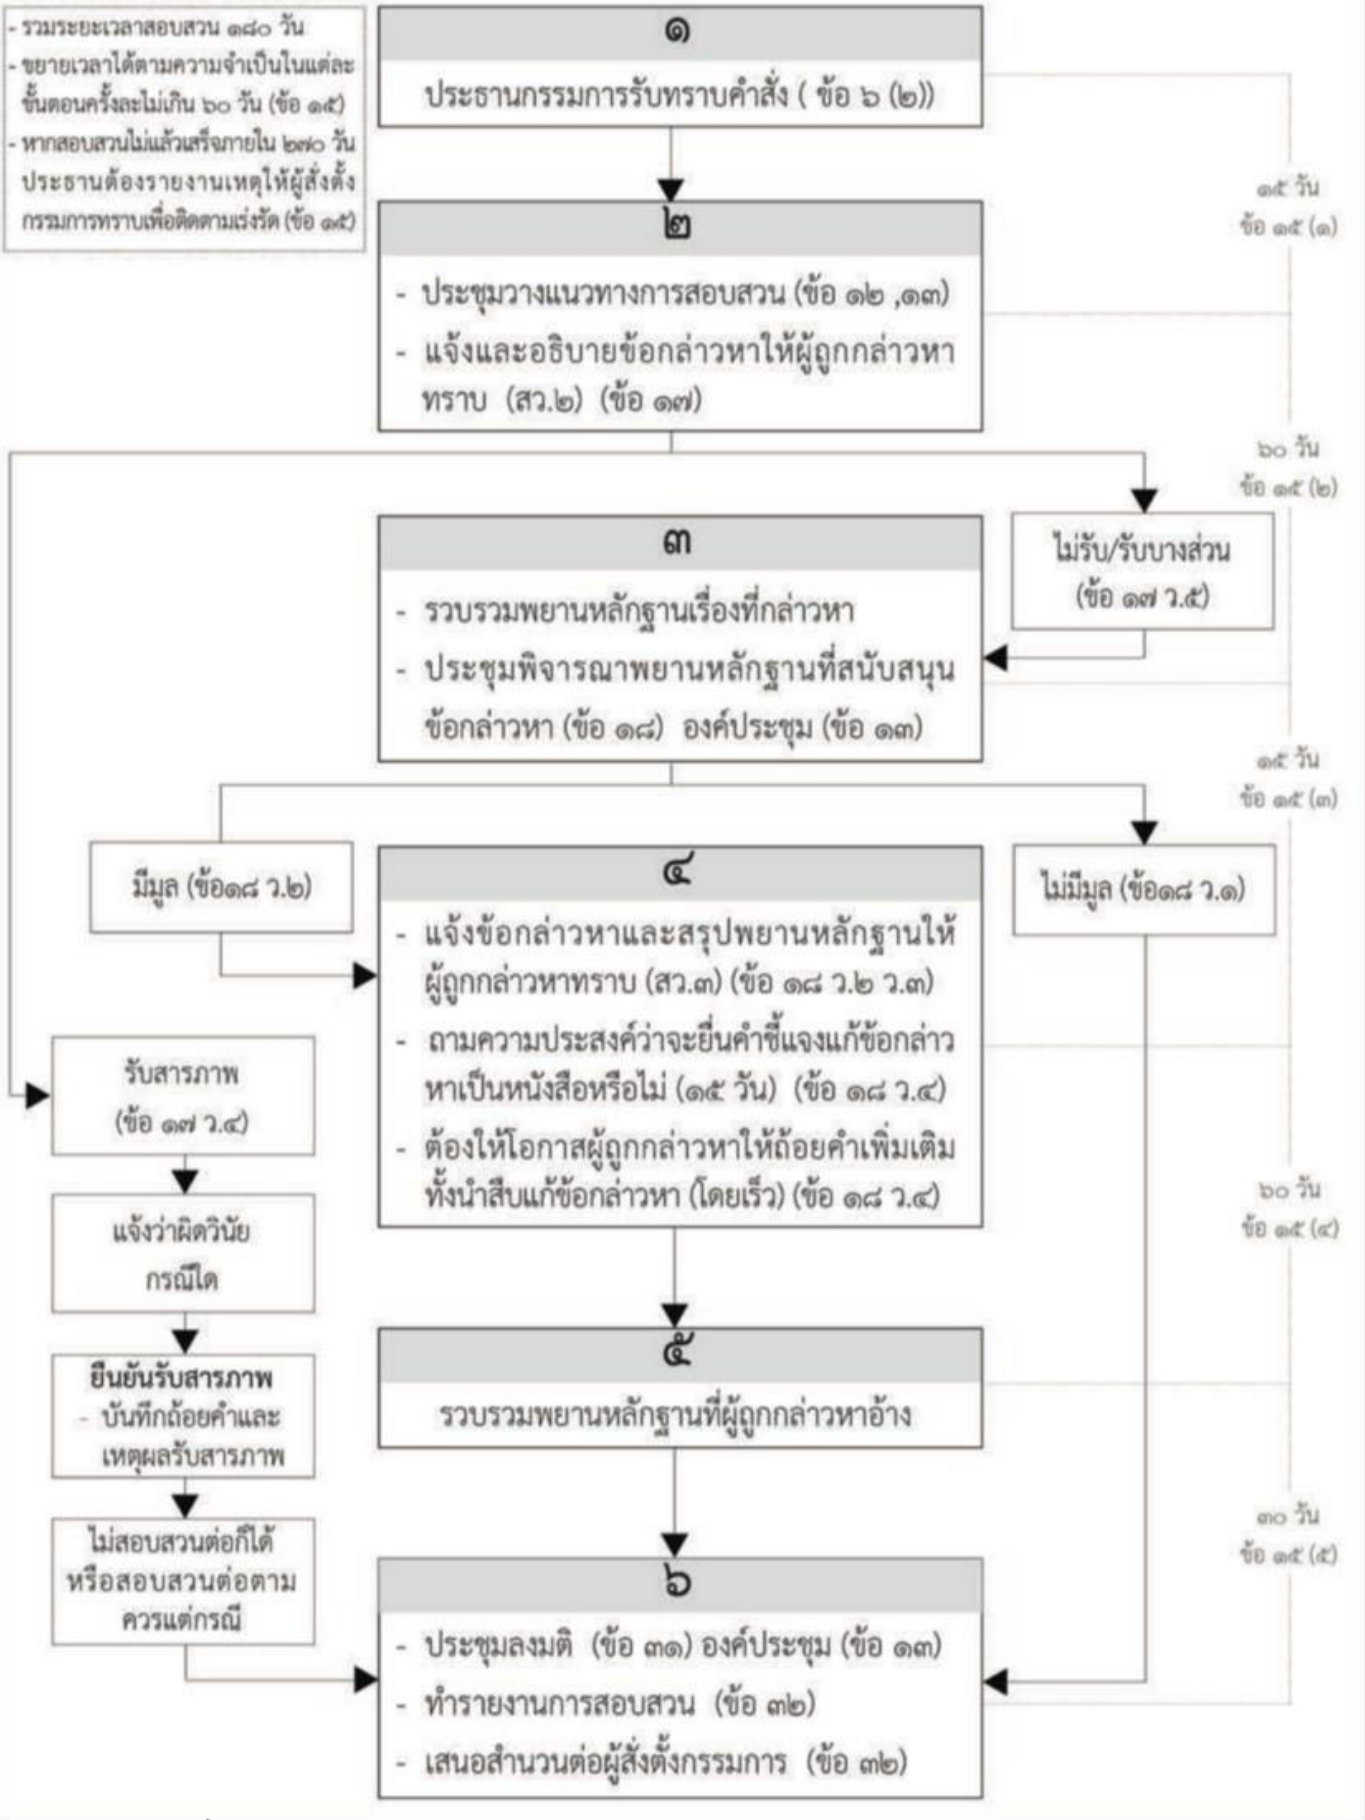 - รวมระยะเวลาสอบสวน ๑๘๐ วัน
- ขยายเวลาได้ตามความจำเป็นในแต่ละ
ขั้นตอนครั้งละไม่เกิน ๖๐ วัน (ข้อ ๑๕)
- หากสอบสวนไม่แล้วเสร็จภายใน ๒๗๐ วัน
ประธานต้องรายงานเหตุให้ผู้สั่งตั้ง
กรรมการทราบเพื่อติดตามเร่งรัด (ข้อ ๑๕)
๑
ประธานกรรมการรับทราบคำสั่ง ( ข้อ ๖ (๒))
๑๕ วัน
ข้อ ๑๕ (๑)
๒
- ประชุมวางแนวทางการสอบสวน (ข้อ ๑๒ ,๑๓)
- แจ้งและอธิบายข้อกล่าวหาให้ผู้ถูกกล่าวหา
ทราบ (สว.๒) (ข้อ ๑๗)
๖๐ วัน
ข้อ ๑๕ (๒)
ไม่รับ/รับบางส่วน
(ข้อ ๑๗ ว.๕)
๓
- รวบรวมพยานหลักฐานเรื่องที่กล่าวหา
- ประชุมพิจารณาพยานหลักฐานที่สนับสนุน
ข้อกล่าวหา (ข้อ ๑๘) องค์ประชุม (ข้อ ๑๓)
๑๕ วัน
ข้อ ๑๕ (๓)
มีมูล (ข้อ๑๘ ว.๒)
ไม่มีมูล (ข้อ๑๘ ว.๑)
๔
- แจ้งข้อกล่าวหาและสรุปพยานหลักฐานให้
ผู้ถูกกล่าวหาทราบ (สว.๓) (ข้อ ๑๘ ว.๒ ว.๓)
- ถามความประสงค์ว่าจะยื่นคำชี้แจงแก้ข้อกล่าว
หาเป็นหนังสือหรือไม่ (๑๕ วัน) (ข้อ ๑๘ ว.๔)
- ต้องให้โอกาสผู้ถูกกล่าวหาให้ถ้อยคำเพิ่มเติม
ทั้งนำสืบแก้ข้อกล่าวหา (โดยเร็ว) (ข้อ ๑๘ ว.๔)
๖๐ วัน
ข้อ ๑๕ (๔)
รับสารภาพ
(ข้อ ๑๗ ว.๔)
แจ้งว่าผิดวินัย
กรณีใด
ยืนยันรับสารภาพ
- บันทึกถ้อยคำและ
เหตุผลรับสารภาพ
ไม่สอบสวนต่อก็ได้
หรือสอบสวนต่อตาม
ควรแต่กรณี
๕
รวบรวมพยานหลักฐานที่ผู้ถูกกล่าวหาอ้าง
๓๐ วัน
ข้อ ๑๕ (๕)
๖
- ประชุมลงมติ (ข้อ ๓๑) องค์ประชุม (ข้อ ๑๓)
- ทำรายงานการสอบสวน (ข้อ ๓๒)
- เสนอสำนวนต่อผู้สั่งตั้งกรรมการ (ข้อ ๓๒)